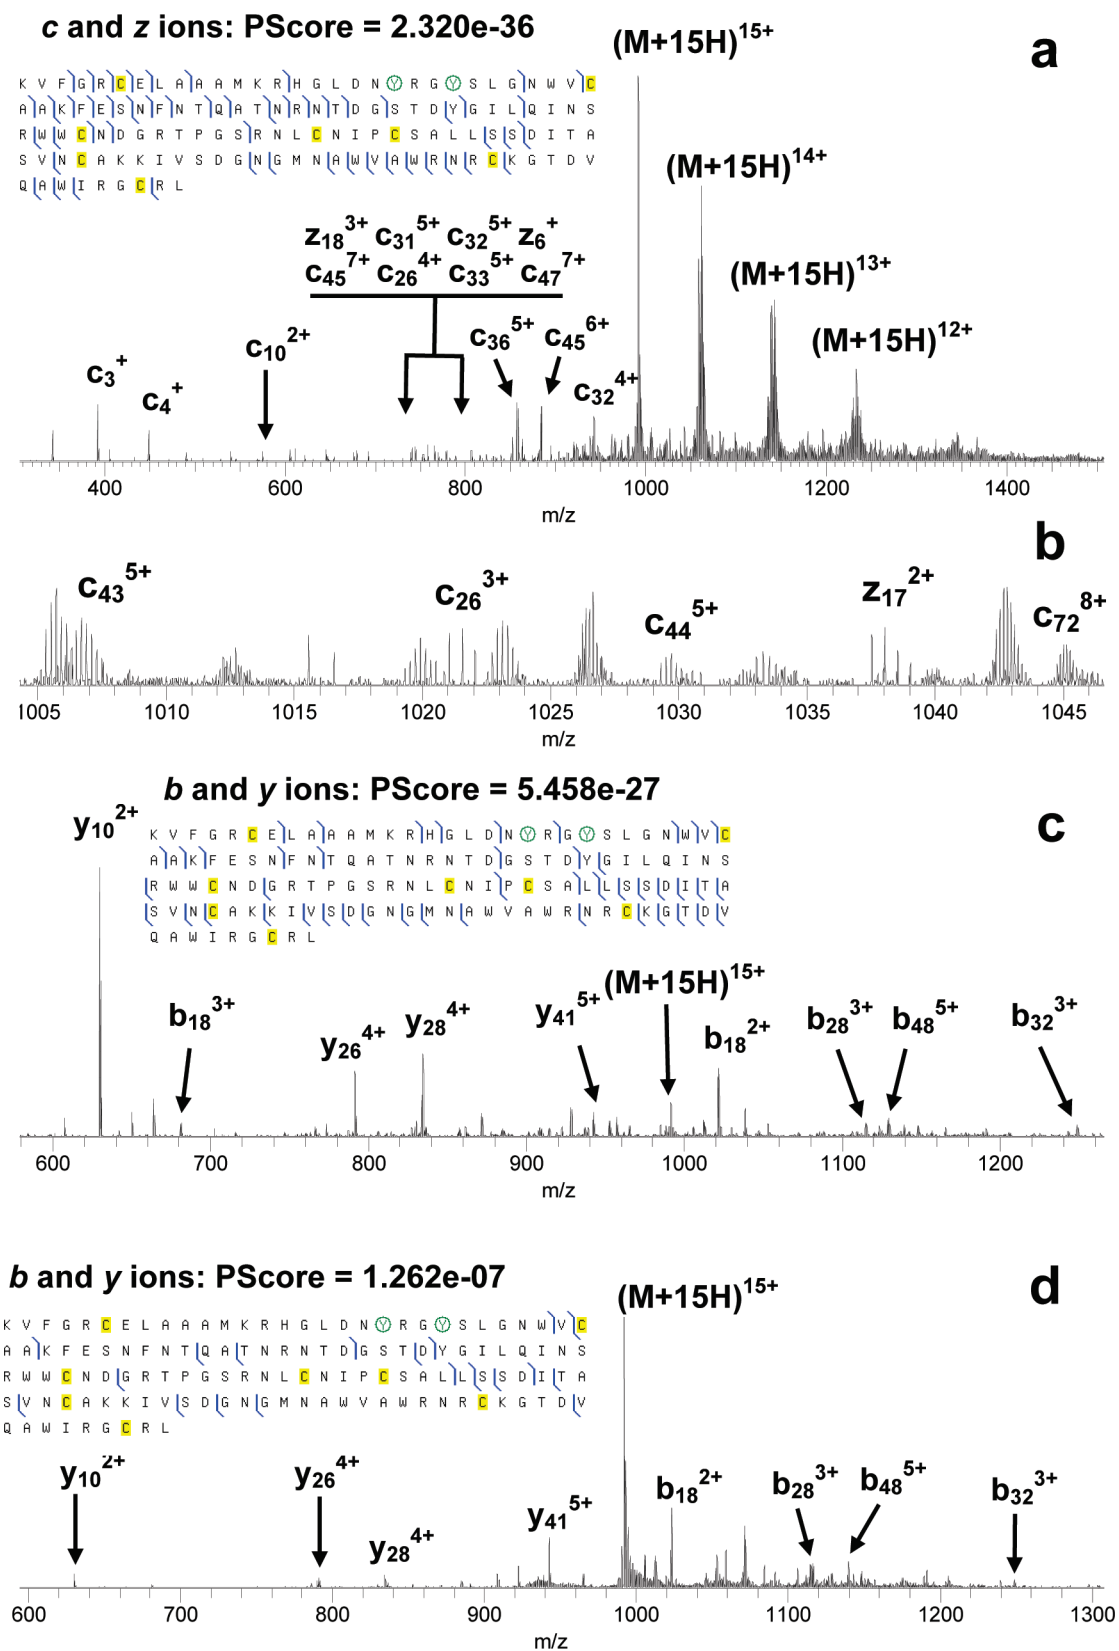 c and z ions: PScore = 2.320e-36
a
K V F G R C E L A A A M K R H G L D N Y R G Y S L G N W V C
A A K F E S N F N T Q A T N R N T D G S T D Y G I L Q I N S
R W W C N D G R T P G S R N L C N I P C S A L L S S D I T A
S V N C A K K I V S D G N G M N A W V A W R N R C K G T D V
Q A W I R G C R L
(M+15H)15+
(M+15H)14+
(M+15H)13+
(M+15H)12+
z18 3+ c31 5+ c32 5+ z6 +
c45 7+ c26 4+ c33 5+ c47 7+
c3 +
c4 +
c10 2+
c36 5+
c45 6+
c32 4+
400 600 800 1000 1200 1400
m/z
b
c43 5+
c26 3+
c44 5+
z17 2+
c72 8+
1005 1010 1015 1020 1025 1030 1035 1040 1045
m/z
b and y ions: PScore = 5.458e-27
c
y10 2+
K V F G R C E L A A A M K R H G L D N Y R G Y S L G N W V C
A A K F E S N F N T Q A T N R N T D G S T D Y G I L Q I N S
R W W C N D G R T P G S R N L C N I P C S A L L S S D I T A
S V N C A K K I V S D G N G M N A W V A W R N R C K G T D V
Q A W I R G C R L
b18 3+
y26 4+
y28 4+
y41 5+
(M+15H)15+
b18 2+
b28 3+
b48 5+
b32 3+
600 700 800 900 1000 1100 1200
m/z
b and y ions: PScore = 1.262e-07
d
K V F G R C E L A A A M K R H G L D N Y R G Y S L G N W V C
A A K F E S N F N T Q A T N R N T D G S T D Y G I L Q I N S
R W W C N D G R T P G S R N L C N I P C S A L L S S D I T A
S V N C A K K I V S D G N G M N A W V A W R N R C K G T D V
Q A W I R G C R L
(M+15H)15+
y10 2+
y26 4+
y28 4+
y41 5+
b18 2+
b28 3+
b48 5+
b32 3+
600 700 800 900 1000 1100 1200 1300
m/z